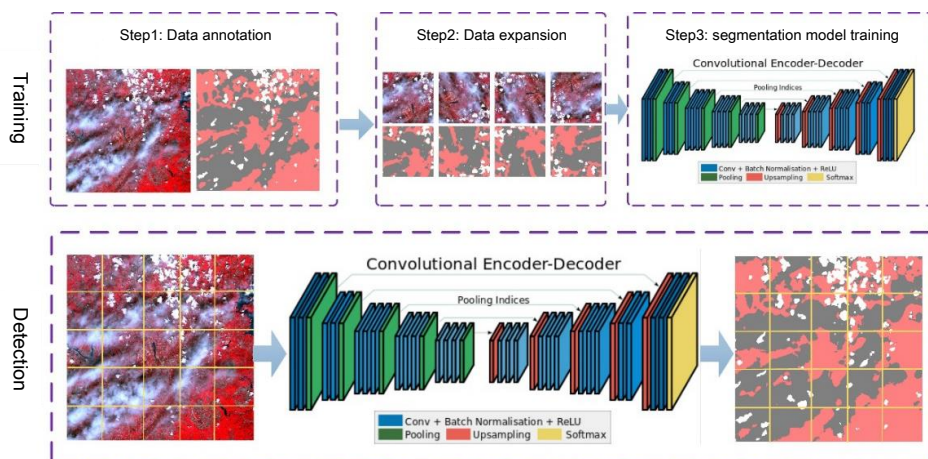 Training
Step1: Data annotation
Step2: Data expansion
Step3: segmentation model training
Convolutional Encoder-Decoder
Pooling Indices
Conv + Batch Normalisation + ReLU
Pooling Upsampling Softmax
Detection
Convolutional Encoder-Decoder
Pooling Indices
Conv + Batch Normalisation + ReLU
Pooling Upsampling Softmax